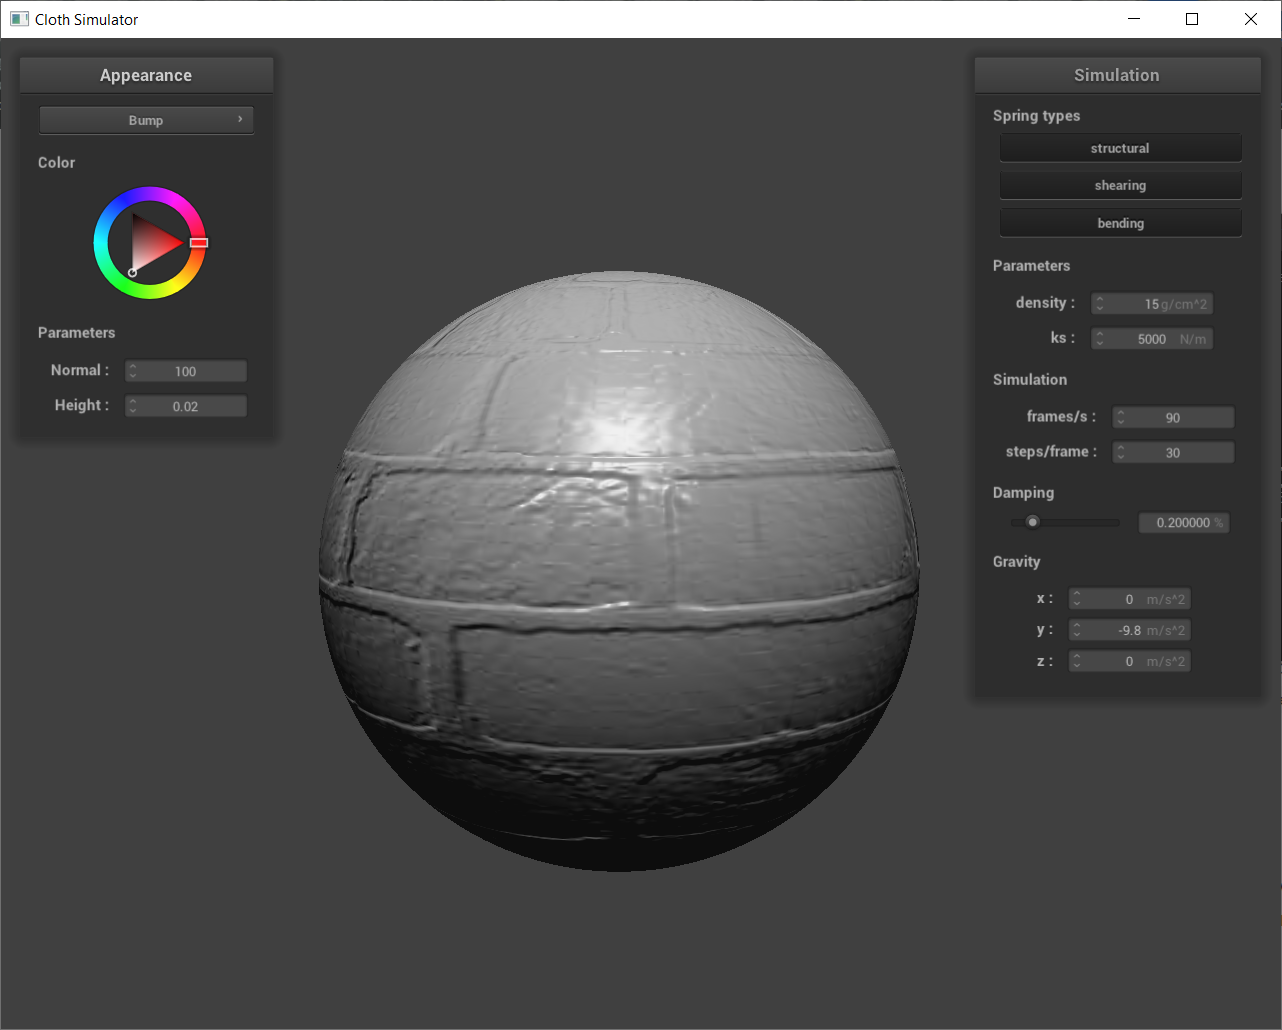 Cloth Simulator
Appearance
Bump
Color
Parameters
Normal : 100
Height : 0.02
Simulation
Spring types
structural
shearing
bending
Parameters
density : 15 g/cm^2
ks : 5000 N/m
Simulation
frames/s : 90
steps/frame : 30
Damping
0.200000 %
Gravity
x : 0 m/s^2
y : -9.8 m/s^2
z : 0 m/s^2